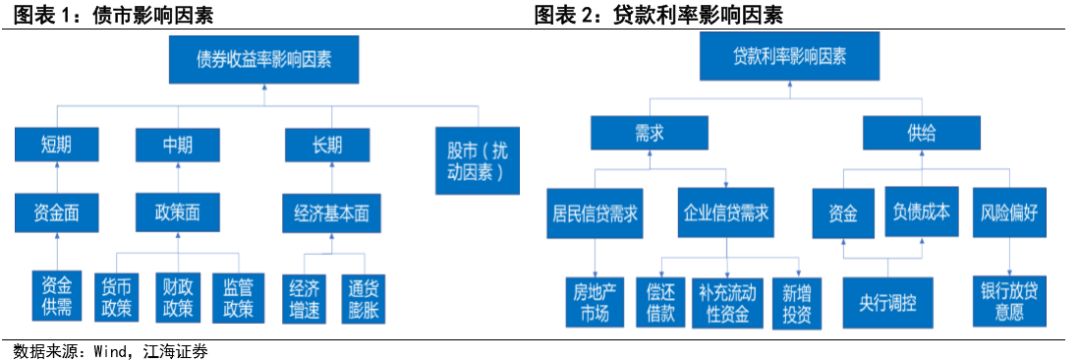 图表1：债市影响因素
债券收益率影响因素
短期
中期
长期
股市（扰
动因素）
资金面
政策面
经济基本面
资金
供需
货币
政策
财政
政策
监管
政策
经济
增速
通货
膨胀
图表2：贷款利率影响因素
贷款利率影响因素
需求
供给
居民信贷需求
企业信贷需求
资金
负债成本
风险偏好
房地产
市场
偿还
借款
补充流动
性资金
新增
投资
央行调控
银行放贷
意愿
数据来源：Wind，江海证券